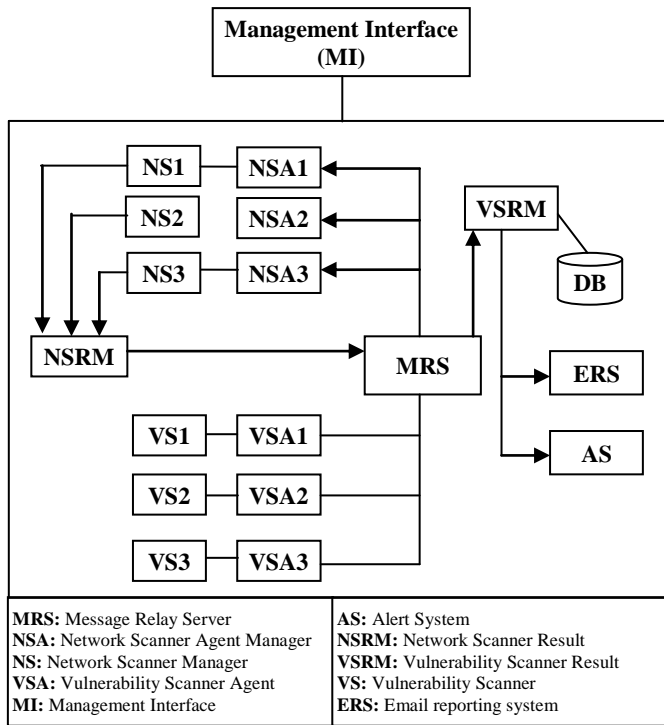 Management Interface
(MI)
NS1
NSA1
NS2
NSA2
VSRM
NS3
NSA3
DB
NSRM
MRS
ERS
VS1
VSA1
AS
VS2
VSA2
VS3
VSA3
MRS: Message Relay Server
NSA: Network Scanner Agent Manager
NS: Network Scanner Manager
VSA: Vulnerability Scanner Agent
MI: Management Interface
AS: Alert System
NSRM: Network Scanner Result
VSRM: Vulnerability Scanner Result
VS: Vulnerability Scanner
ERS: Email reporting system